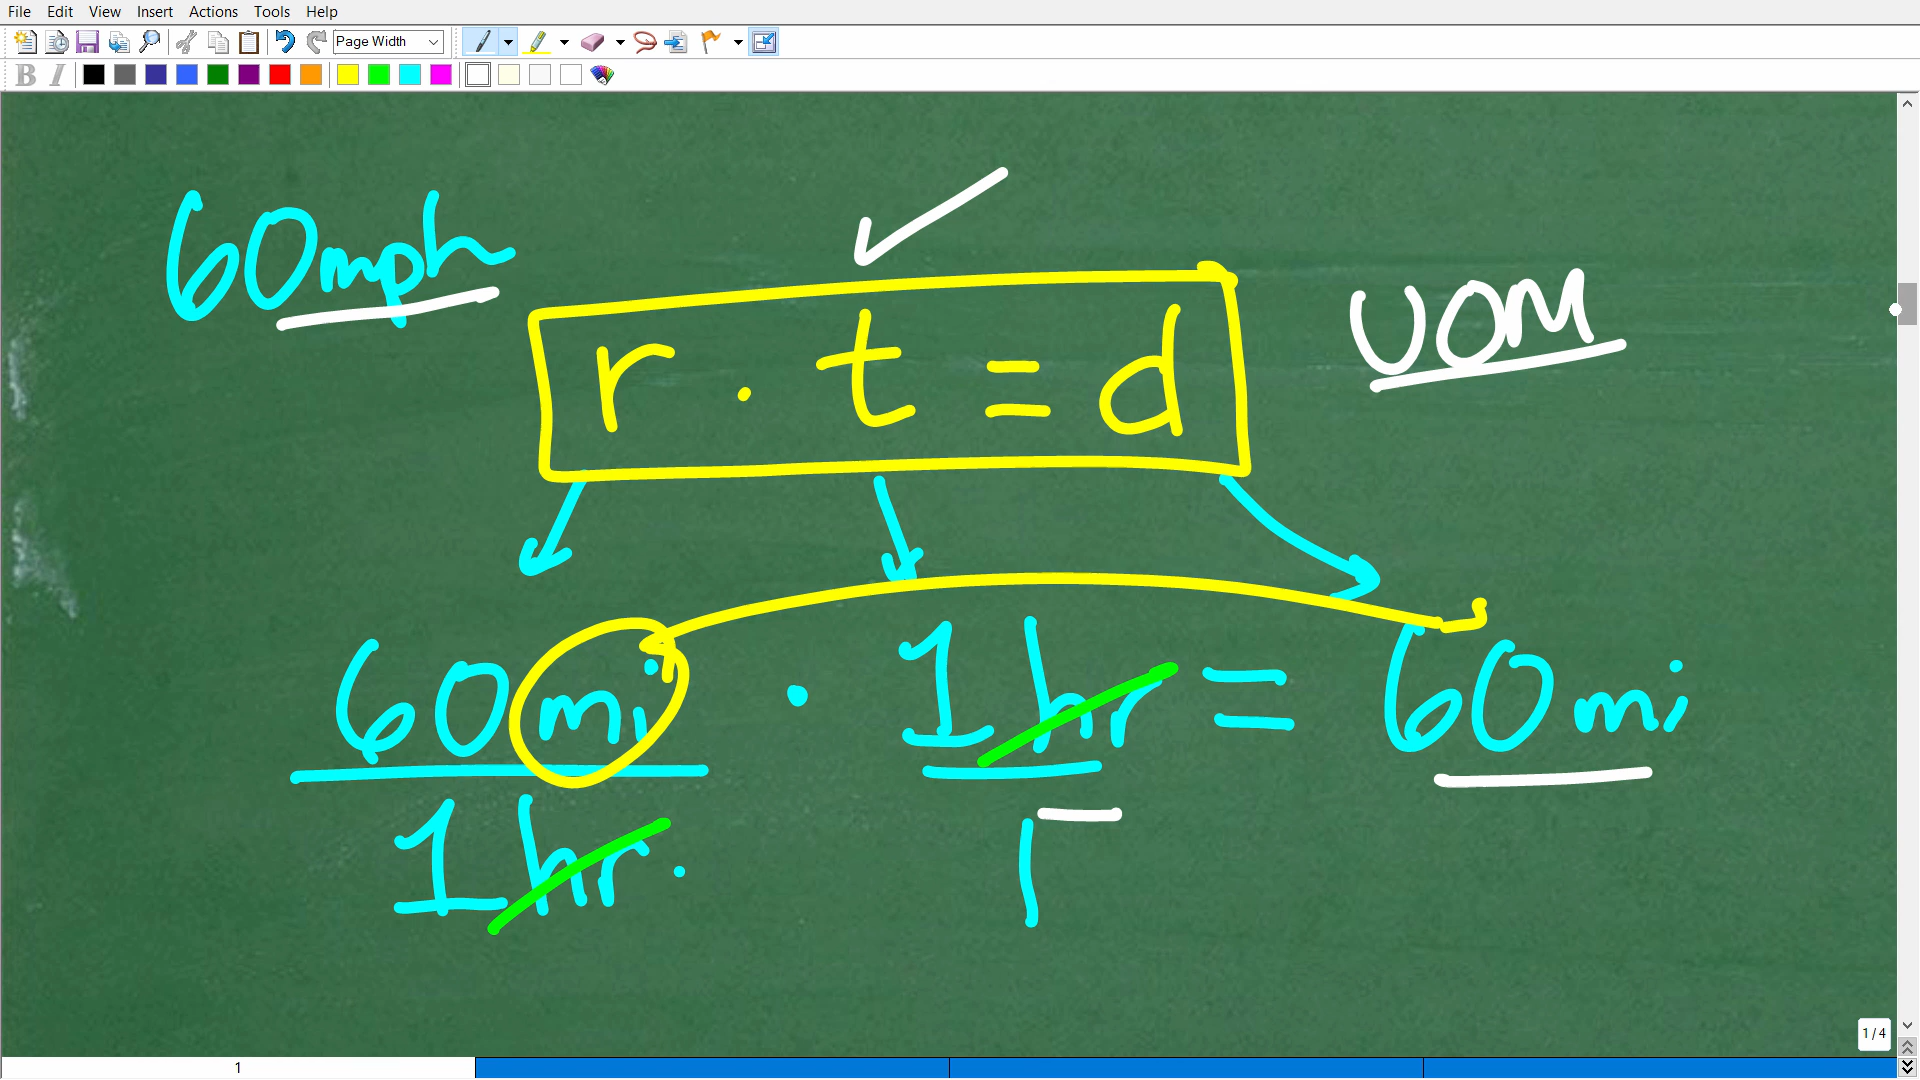 File Edit View Insert Actions Tools Help
Page Width
B I
60mph
r · t = d
UOM
60mi · 1hr = 60mi
1hr. 1
1 / 4
1